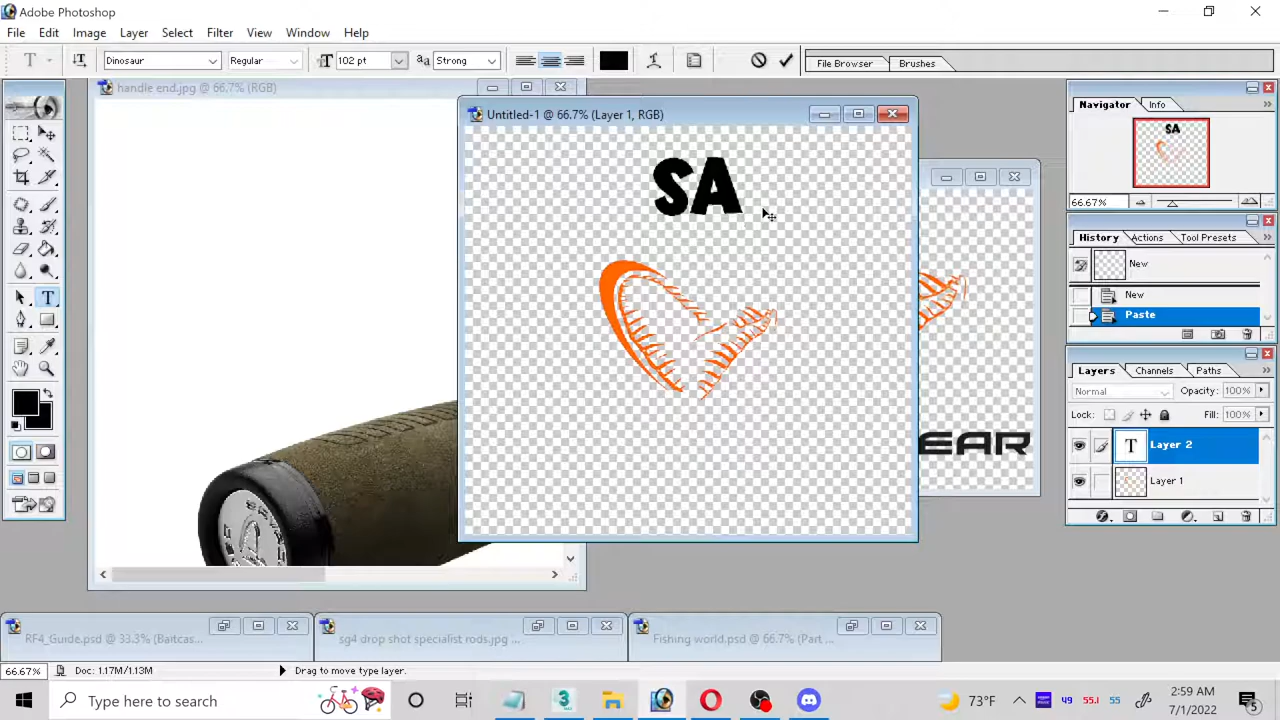 Adobe Photoshop
File Edit Image Layer Select Filter View Window Help
T Dinosaur Regular 102 pt aa Strong File Browser Brushes
handle end.jpg @ 66.7% (RGB)
Untitled-1 @ 66.7% (Layer 1, RGB)
Navigator Info
SA
SA
66.67%
History Actions Tool Presets
New
New
Paste
Layers Channels Paths
Normal Opacity: 100%
Lock: Fill: 100%
T Layer 2
Layer 1
EAR
RF4_Guide.psd @ 33.3% (Baitcas...
sg4 drop shot specialist rods.jpg ...
Fishing world.psd @ 66.7% (Part ...
66.67% Doc: 1.17M/1.13M Drag to move type layer.
Type here to search
73°F
49 55.1 55
2:59 AM
7/1/2022
5